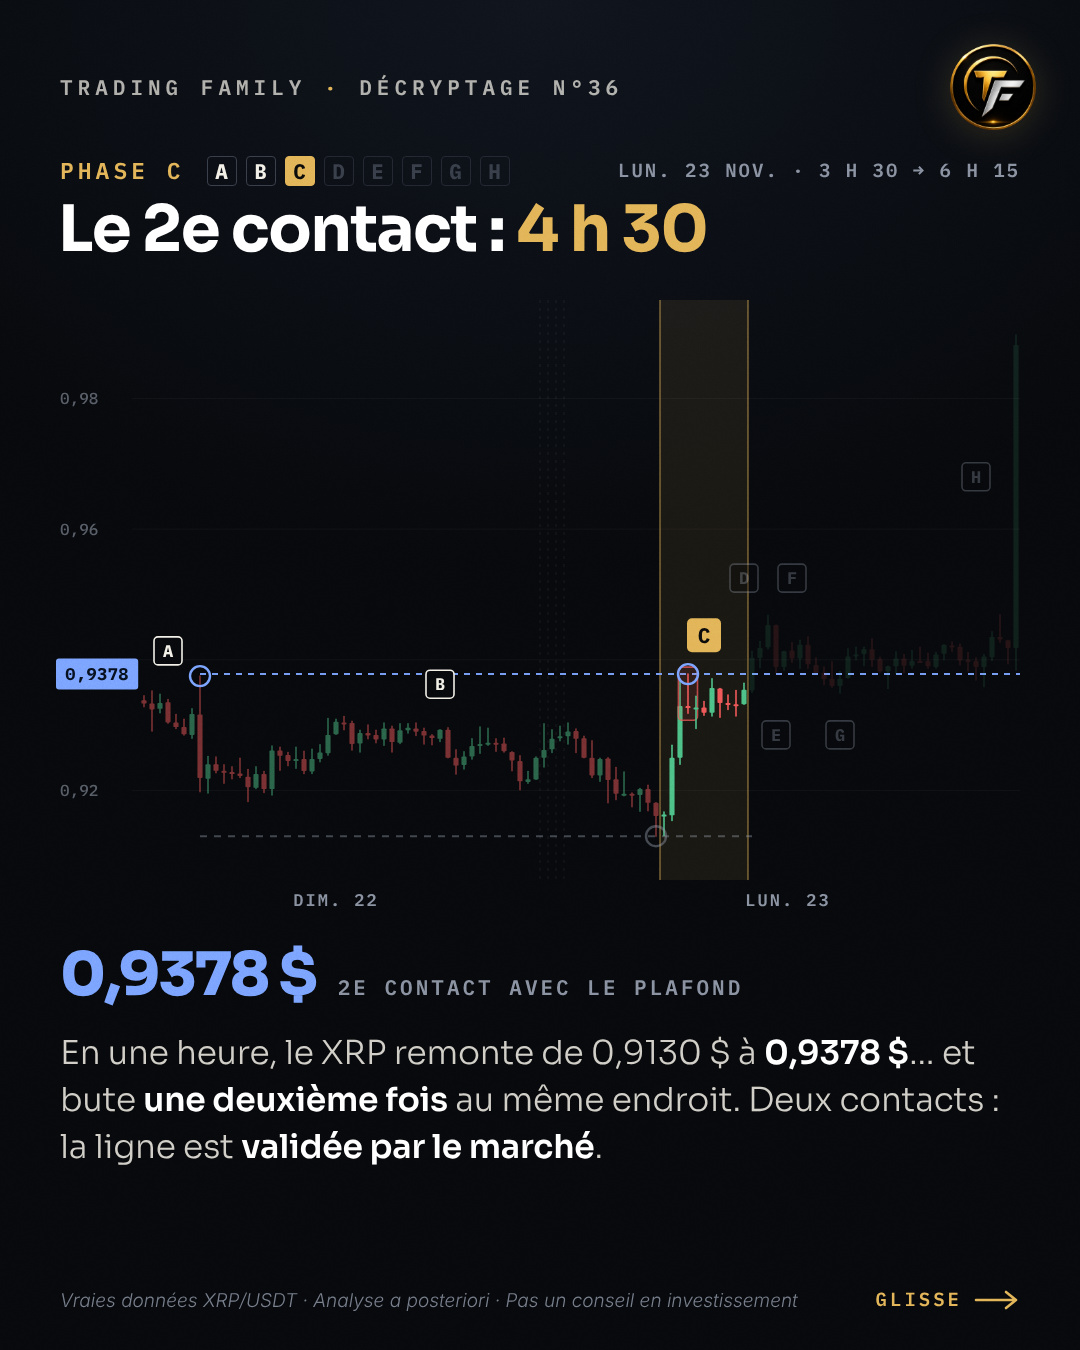 TRADING FAMILY · DÉCRYPTAGE N°36
TF
PHASE C A B C D E F G H
LUN. 23 NOV. · 3 H 30 → 6 H 15
Le 2e contact : 4 h 30
0,98
0,96
H
D F
C
A
0,9378
B
E G
0,92
DIM. 22
LUN. 23
0,9378 $ 2E CONTACT AVEC LE PLAFOND
En une heure, le XRP remonte de 0,9130 $ à 0,9378 $... et
bute une deuxième fois au même endroit. Deux contacts :
la ligne est validée par le marché.
Vraies données XRP/USDT · Analyse a posteriori · Pas un conseil en investissement
GLISSE →